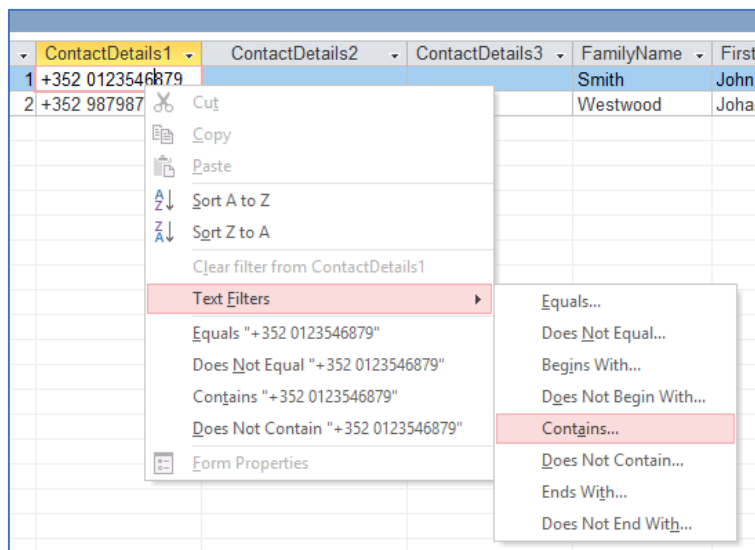 ContactDetails1 ContactDetails2 ContactDetails3 FamilyName First
1 +352 0123546879 Smith John
2 +352 987987 Westwood Joha
Cut
Copy
Paste
Sort A to Z
Sort Z to A
Clear filter from ContactDetails1
Text Filters
Equals "+352 0123546879"
Does Not Equal "+352 0123546879"
Contains "+352 0123546879"
Does Not Contain "+352 0123546879"
Form Properties
Equals...
Does Not Equal...
Begins With...
Does Not Begin With...
Contains...
Does Not Contain...
Ends With...
Does Not End With...